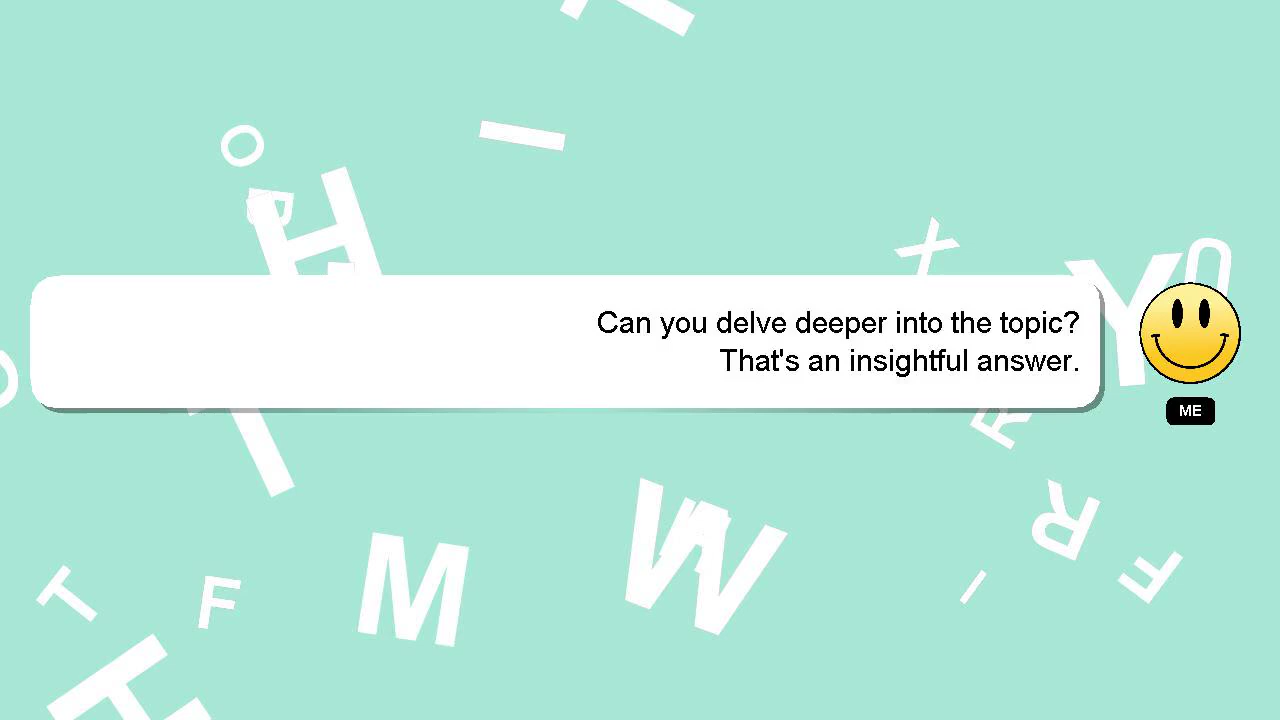 Can you delve deeper into the topic?
That's an insightful answer.
ME